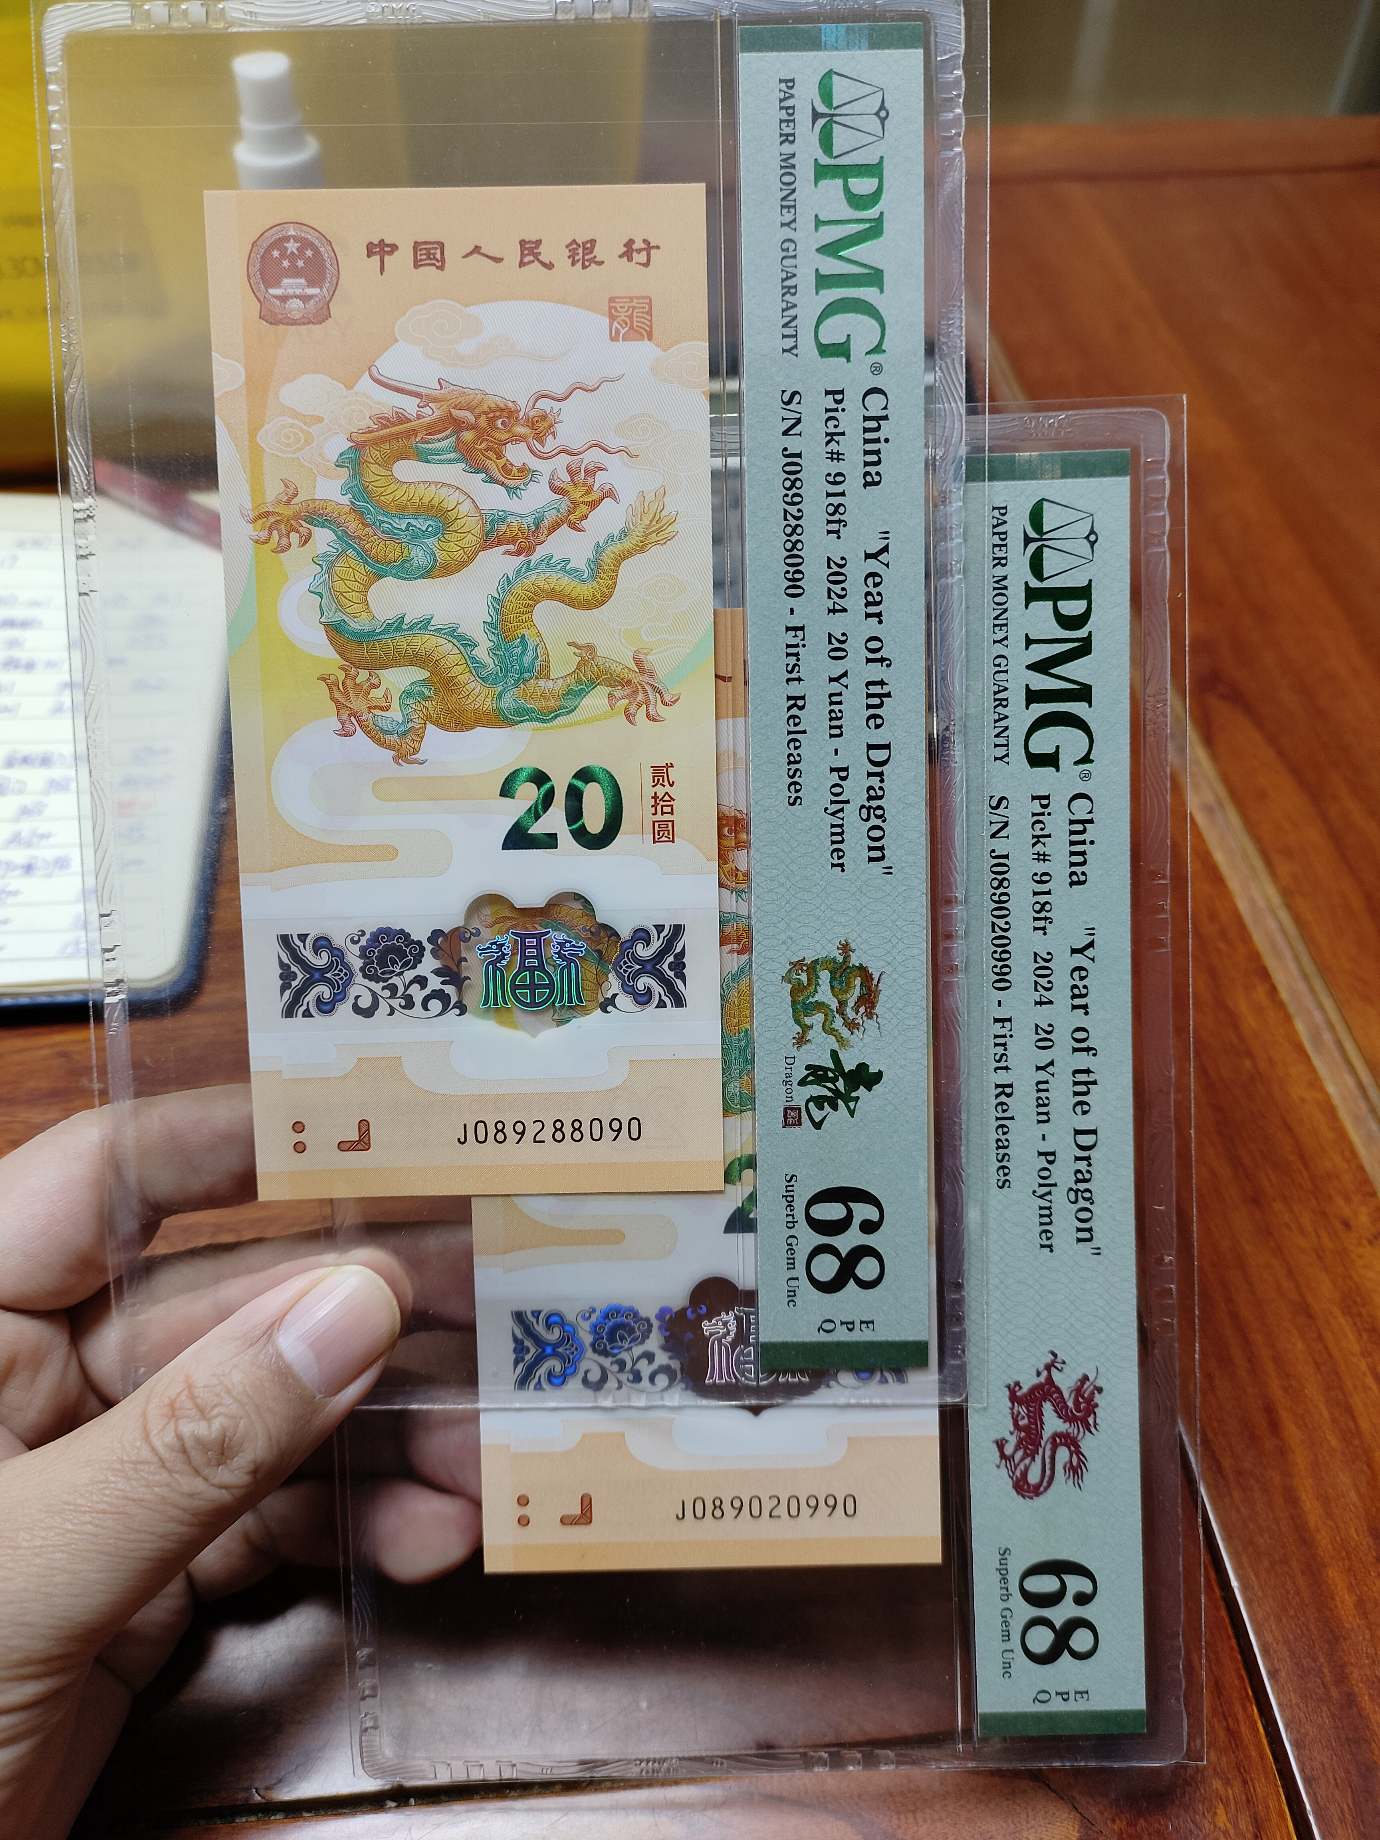 中国人民银行
龍
20
贰拾圆
福
J089288090
PMG®
PAPER MONEY GUARANTY
China "Year of the Dragon"
Pick# 918fr 2024 20 Yuan - Polymer
S/N J089288090 - First Releases
龍
Dragon
68 EPQ
Superb Gem Unc
J089020990
PMG®
PAPER MONEY GUARANTY
China "Year of the Dragon"
Pick# 918fr 2024 20 Yuan - Polymer
S/N J089020990 - First Releases
68 EPQ
Superb Gem Unc